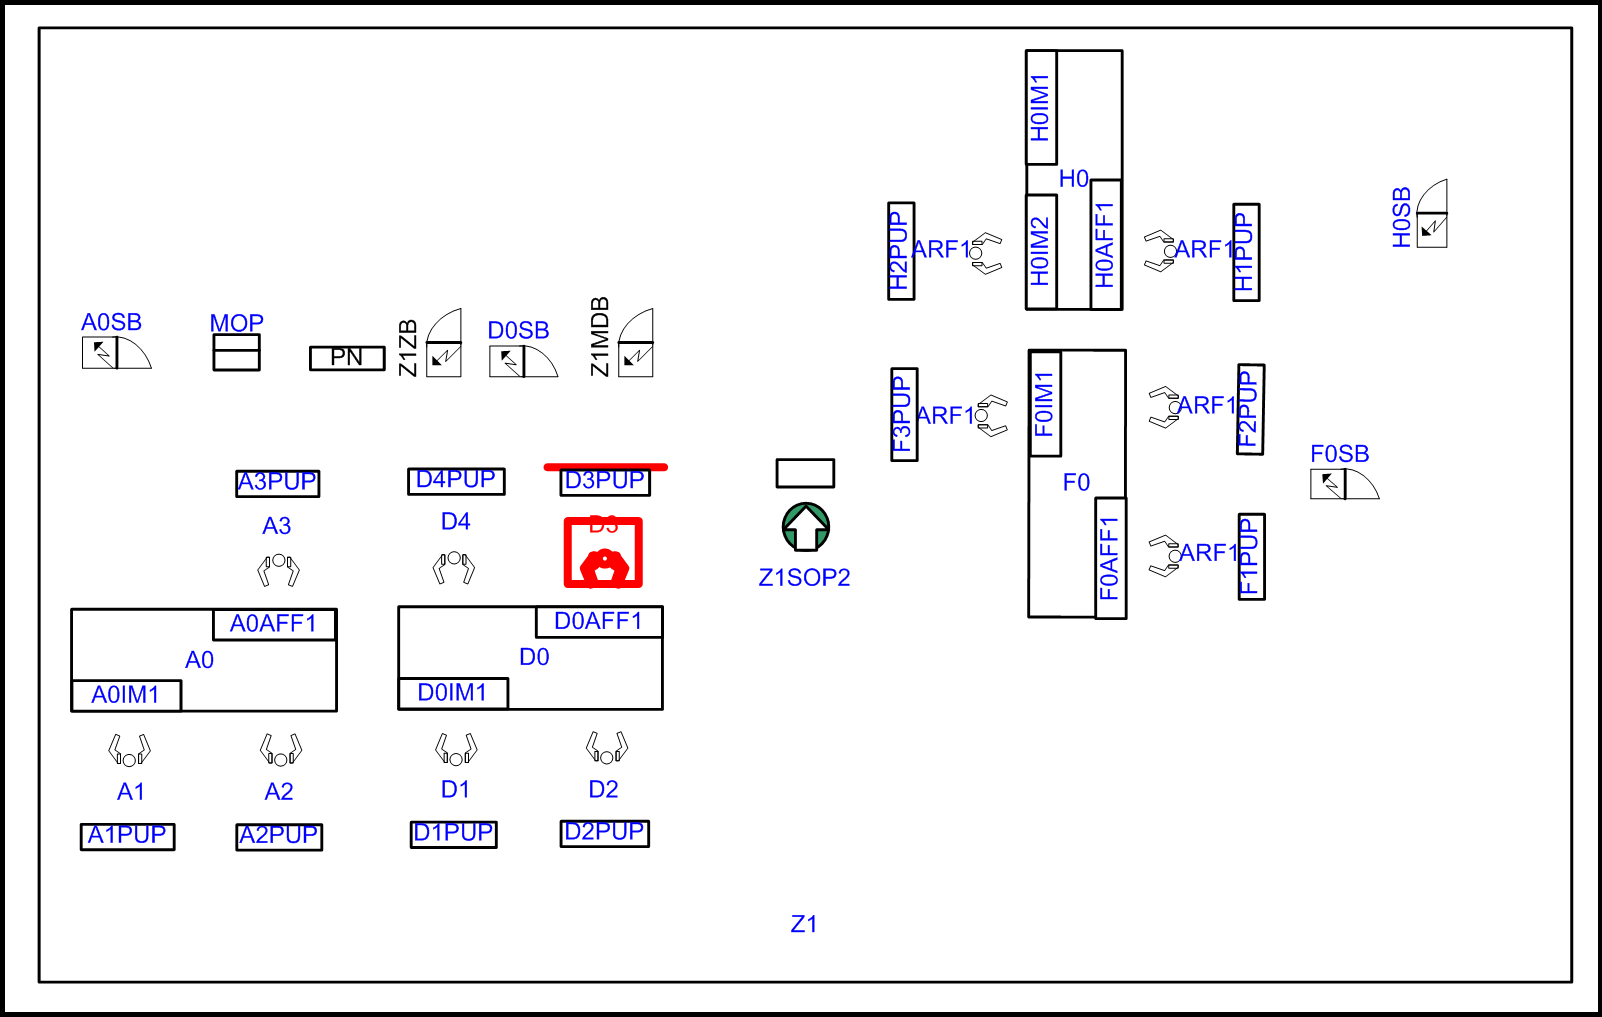 H0IM1
H0
H0SB
H2PUP
ARF1
H0IM2
H0AFF1
ARF1
H1PUP
A0SB
MOP
PN
Z1ZB
D0SB
Z1MDB
F3PUP
ARF1
F0IM1
ARF1
F2PUP
F0SB
A3PUP
D4PUP
D3PUP
F0
A3
D4
D3
Z1SOP2
F0AFF1
ARF1
F1PUP
A0AFF1
A0
A0IM1
D0AFF1
D0
D0IM1
A1
A2
D1
D2
A1PUP
A2PUP
D1PUP
D2PUP
Z1